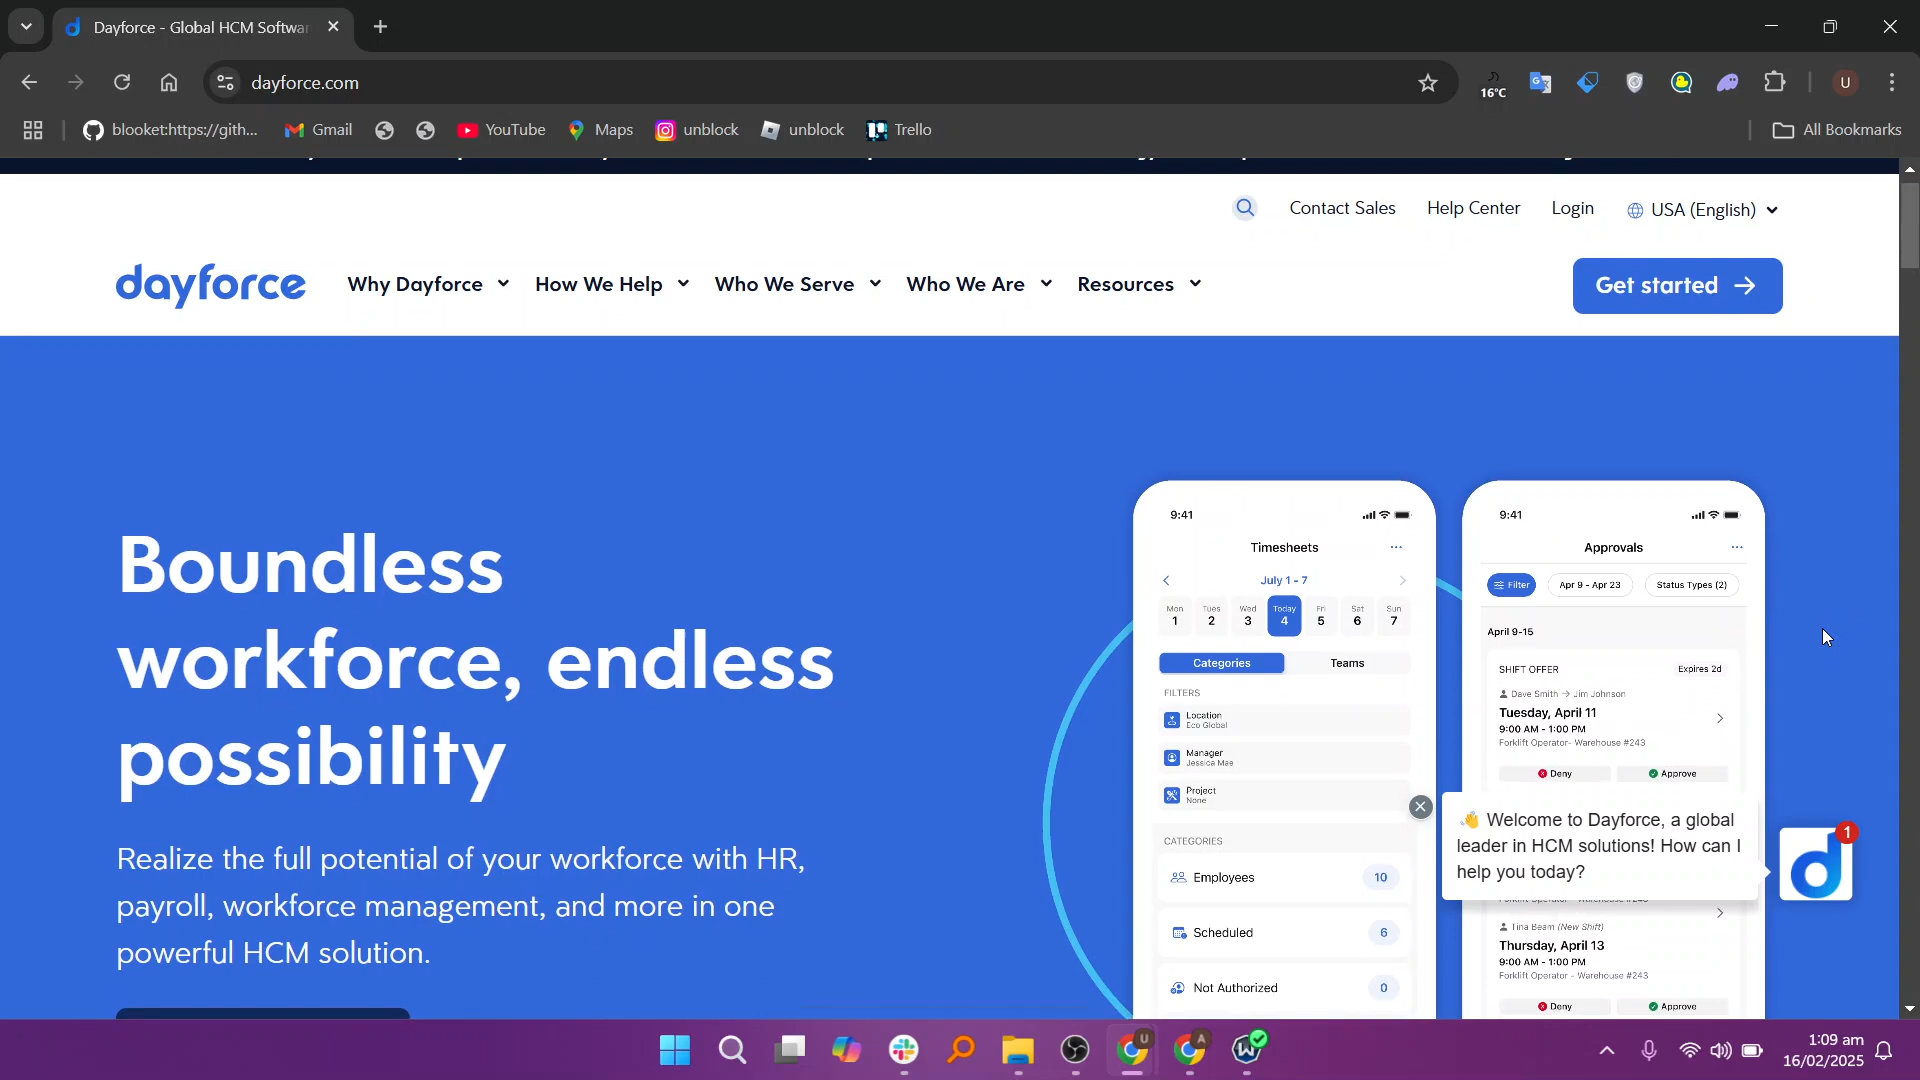 Dayforce - Global HCM Softwa
dayforce.com
16°C
U
blooket:https://gith...
Gmail
YouTube
Maps
unblock
unblock
Trello
All Bookmarks
Contact Sales
Help Center
Login
USA (English)
dayforce
Why Dayforce
How We Help
Who We Serve
Who We Are
Resources
Get started
Boundless
workforce, endless
possibility
Realize the full potential of your workforce with HR,
payroll, workforce management, and more in one
powerful HCM solution.
9:41
Timesheets
July 1 - 7
Mon Tues Wed Today Fri Sat Sun
1 2 3 4 5 6 7
Categories Teams
FILTERS
Location
Eco Global
Manager
Jessica Mae
Project
None
CATEGORIES
Employees 10
Scheduled 6
Not Authorized 0
9:41
Approvals
Filter Apr 9 - Apr 23 Status Types (2)
April 9-15
SHIFT OFFER Expires 2d
Dave Smith → Jim Johnson
Tuesday, April 11
9:00 AM - 1:00 PM
Forklift Operator- Warehouse #243
Deny Approve
👋 Welcome to Dayforce, a global
leader in HCM solutions! How can I
help you today?
1
Tina Beam (New Shift)
Thursday, April 13
9:00 AM - 1:00 PM
Forklift Operator - Warehouse #243
Deny Approve
U
A
1:09 am
16/02/2025